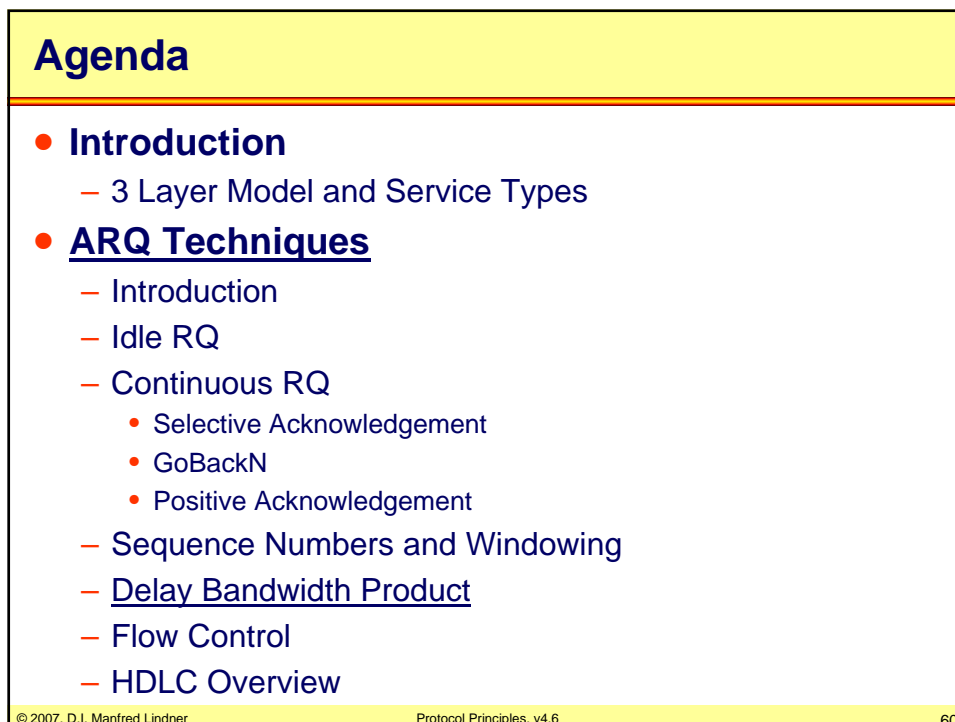 Agenda
• Introduction
– 3 Layer Model and Service Types
• ARQ Techniques
– Introduction
– Idle RQ
– Continuous RQ
• Selective Acknowledgement
• GoBackN
• Positive Acknowledgement
– Sequence Numbers and Windowing
– Delay Bandwidth Product
– Flow Control
– HDLC Overview
© 2007, D.I. Manfred Lindner Protocol Principles, v4.6 60